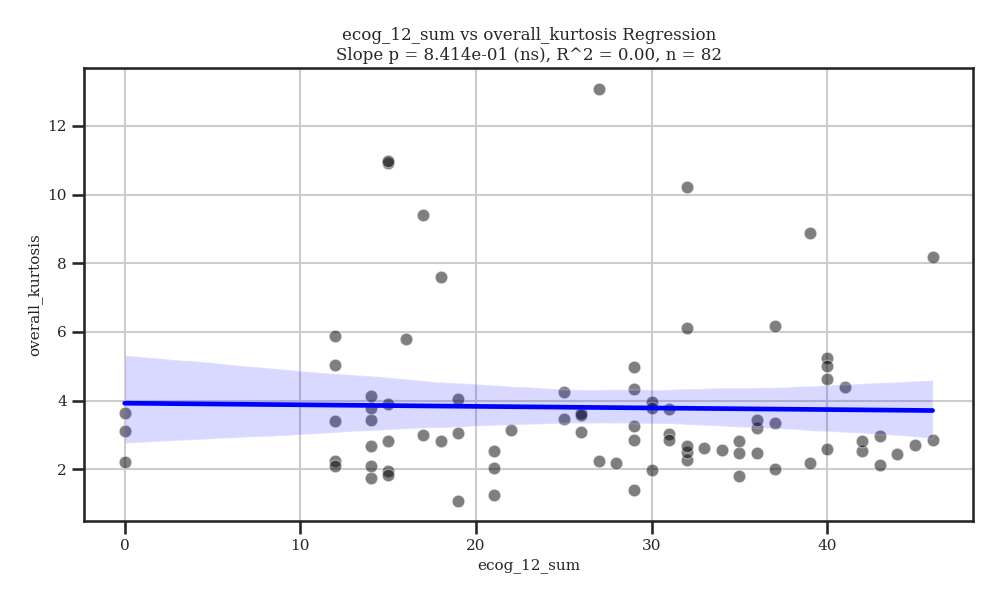 ecog_12_sum vs overall_kurtosis Regression
Slope p = 8.414e-01 (ns), R^2 = 0.00, n = 82
12
10
8
6
4
2
overall_kurtosis
0 10 20 30 40
ecog_12_sum